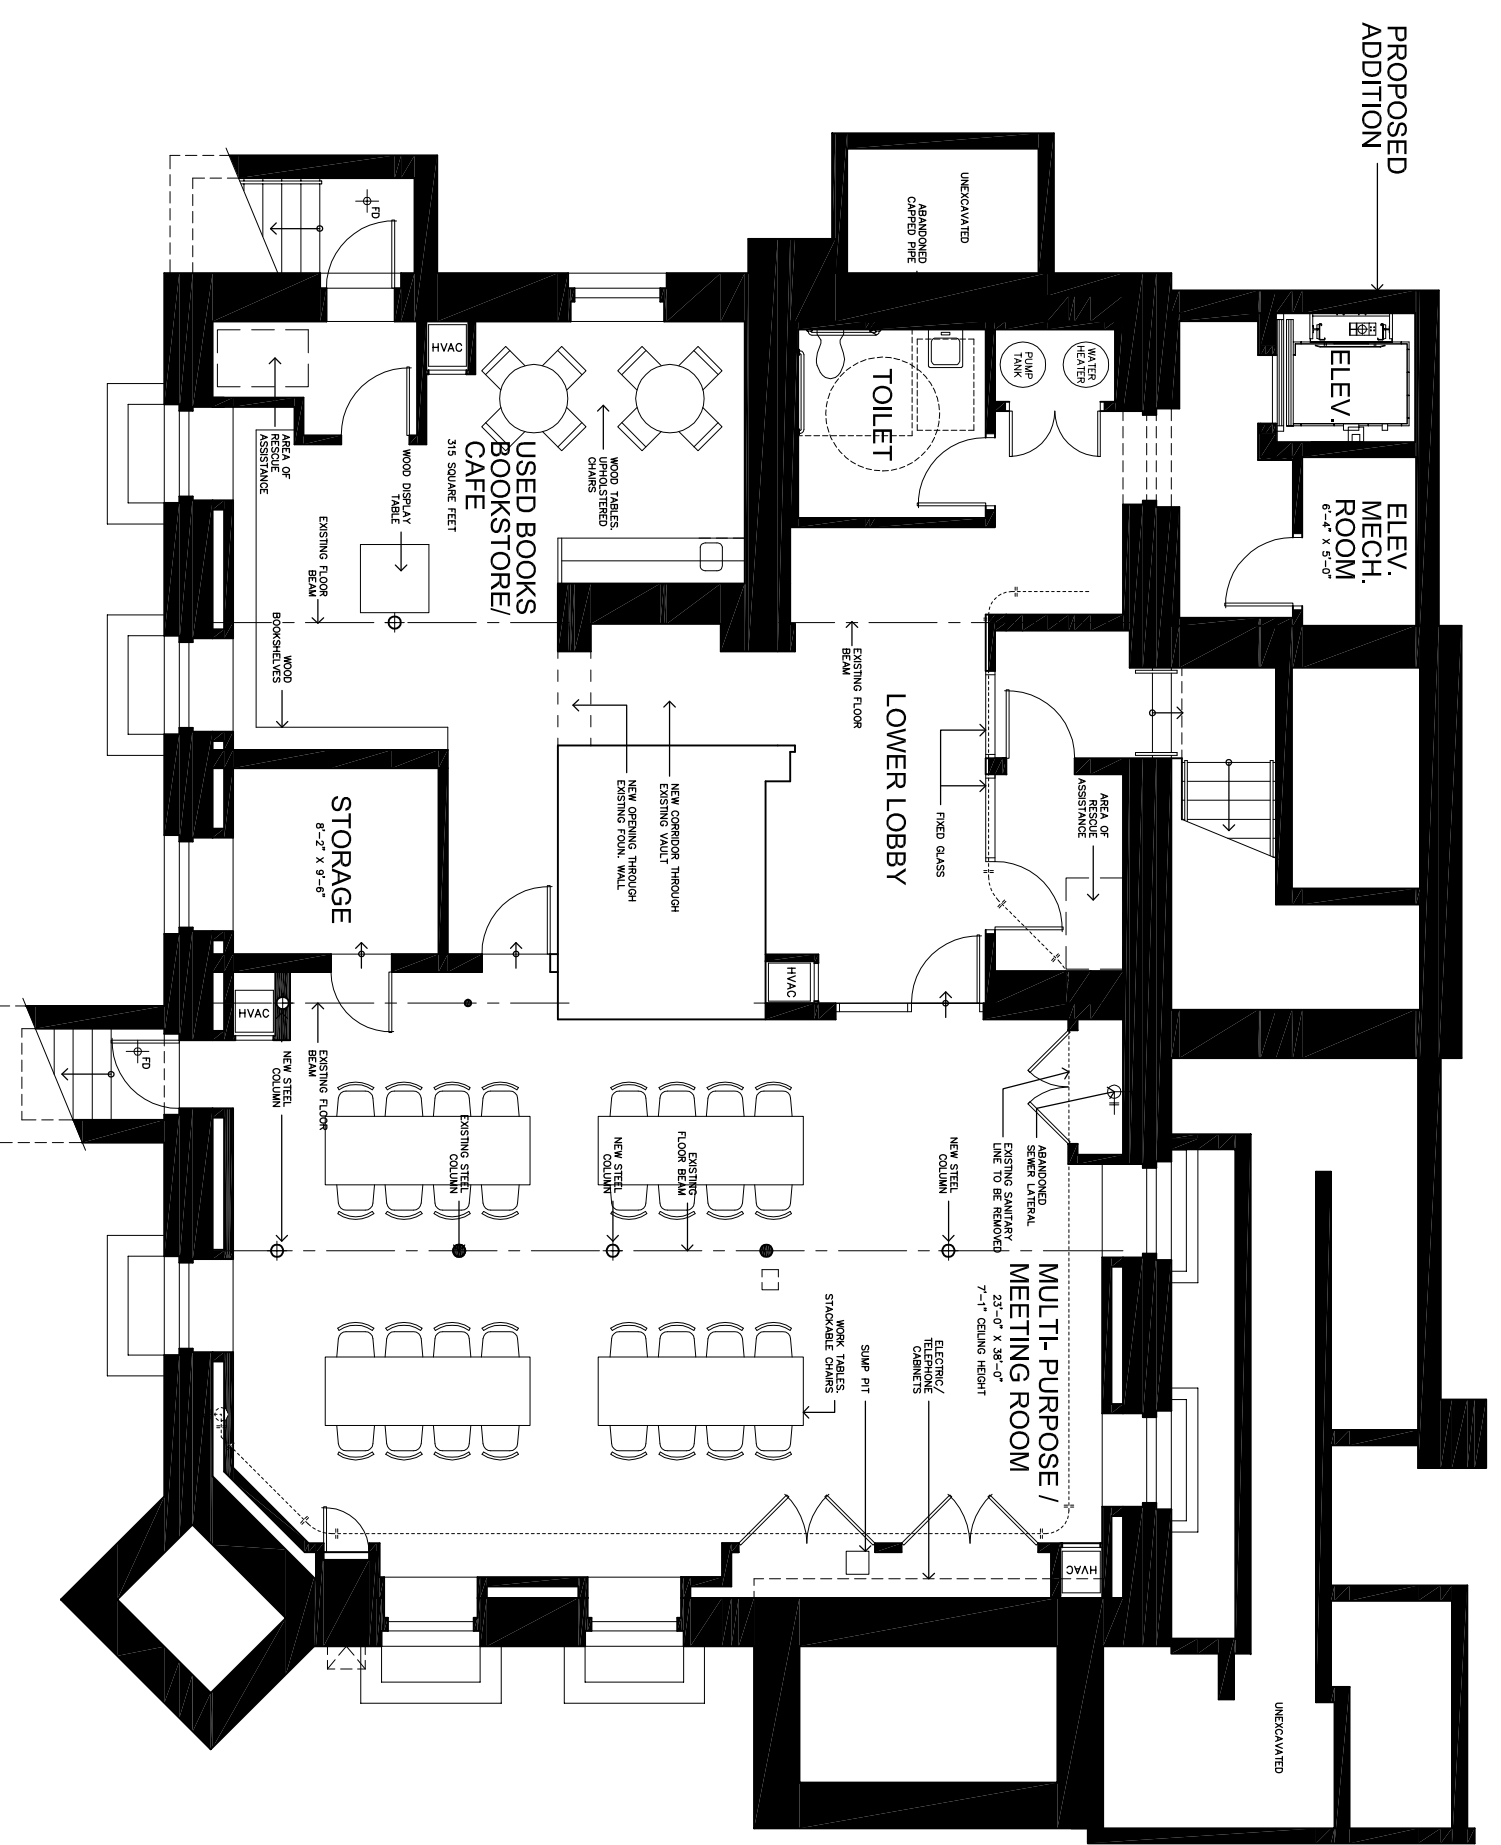 PROPOSED
ADDITION
ELEV.
ELEV.
MECH.
ROOM
6'-4" X 5'-0"
UNEXCAVATED
ABANDONED
CAPPED PIPE
WATER
HEATER
PUMP
TANK
TOILET
FD
HVAC
WOOD TABLES.
UPHOLSTERED
CHAIRS
USED BOOKS
BOOKSTORE/
CAFE
315 SQUARE FEET
WOOD DISPLAY
TABLE
AREA OF
RESCUE
ASSISTANCE
EXISTING FLOOR
BEAM
WOOD
BOOKSHELVES
EXISTING FLOOR
BEAM
LOWER LOBBY
FIXED GLASS
AREA OF
RESCUE
ASSISTANCE
NEW CORRIDOR THROUGH
EXISTING VAULT
NEW OPENING THROUGH
EXISTING FOUN. WALL
STORAGE
8'-2" X 9'-6"
HVAC
HVAC
FD
EXISTING FLOOR
BEAM
NEW STEEL
COLUMN
EXISTING STEEL
COLUMN
NEW STEEL
COLUMN
EXISTING
FLOOR BEAM
NEW STEEL
COLUMN
ABANDONED
SEWER LATERAL
EXISTING SANITARY
LINE TO BE REMOVED
MULTI- PURPOSE /
MEETING ROOM
23'-0" X 38'-0"
7'-1" CEILING HEIGHT
ELECTRIC/
TELEPHONE
CABINETS
SUMP PIT
WORK TABLES.
STACKABLE CHAIRS
HVAC
UNEXCAVATED